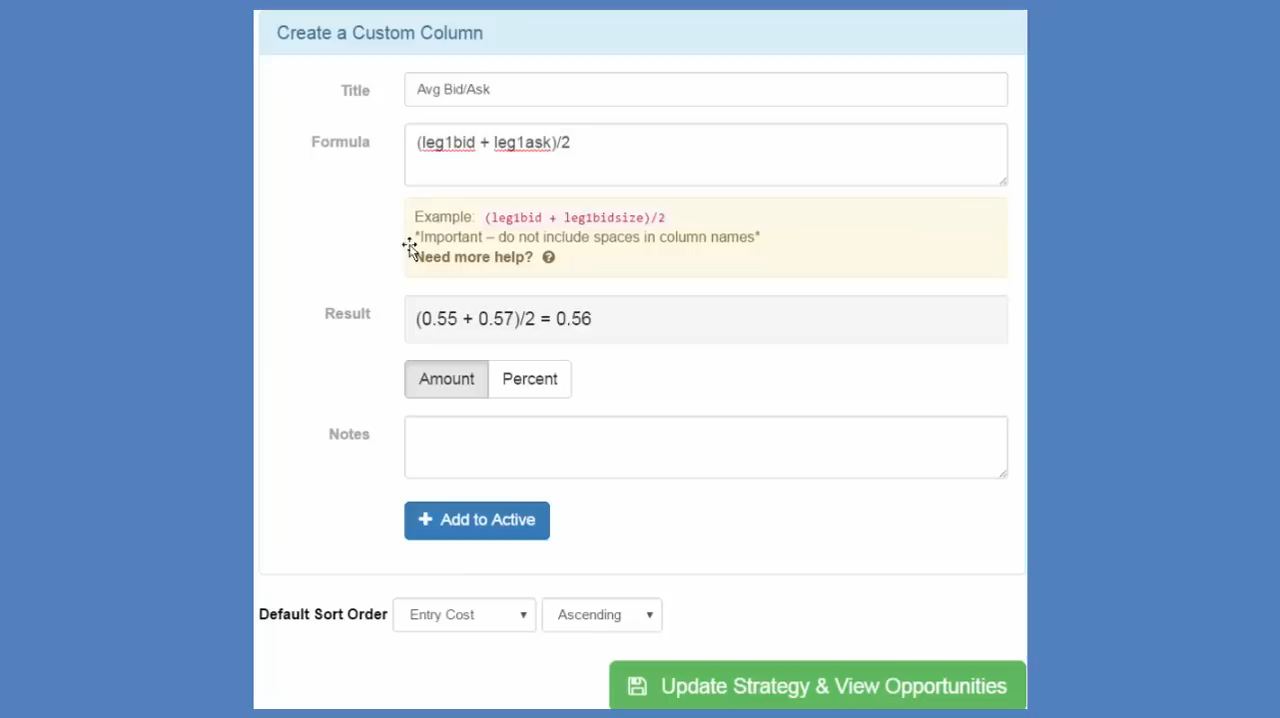 Create a Custom Column
Title
Avg Bid/Ask
Formula
(leg1bid + leg1ask)/2
Example: (leg1bid + leg1bidsize)/2
*Important – do not include spaces in column names*
Need more help?
Result
(0.55 + 0.57)/2 = 0.56
Amount Percent
Notes
Add to Active
Default Sort Order Entry Cost Ascending
Update Strategy & View Opportunities